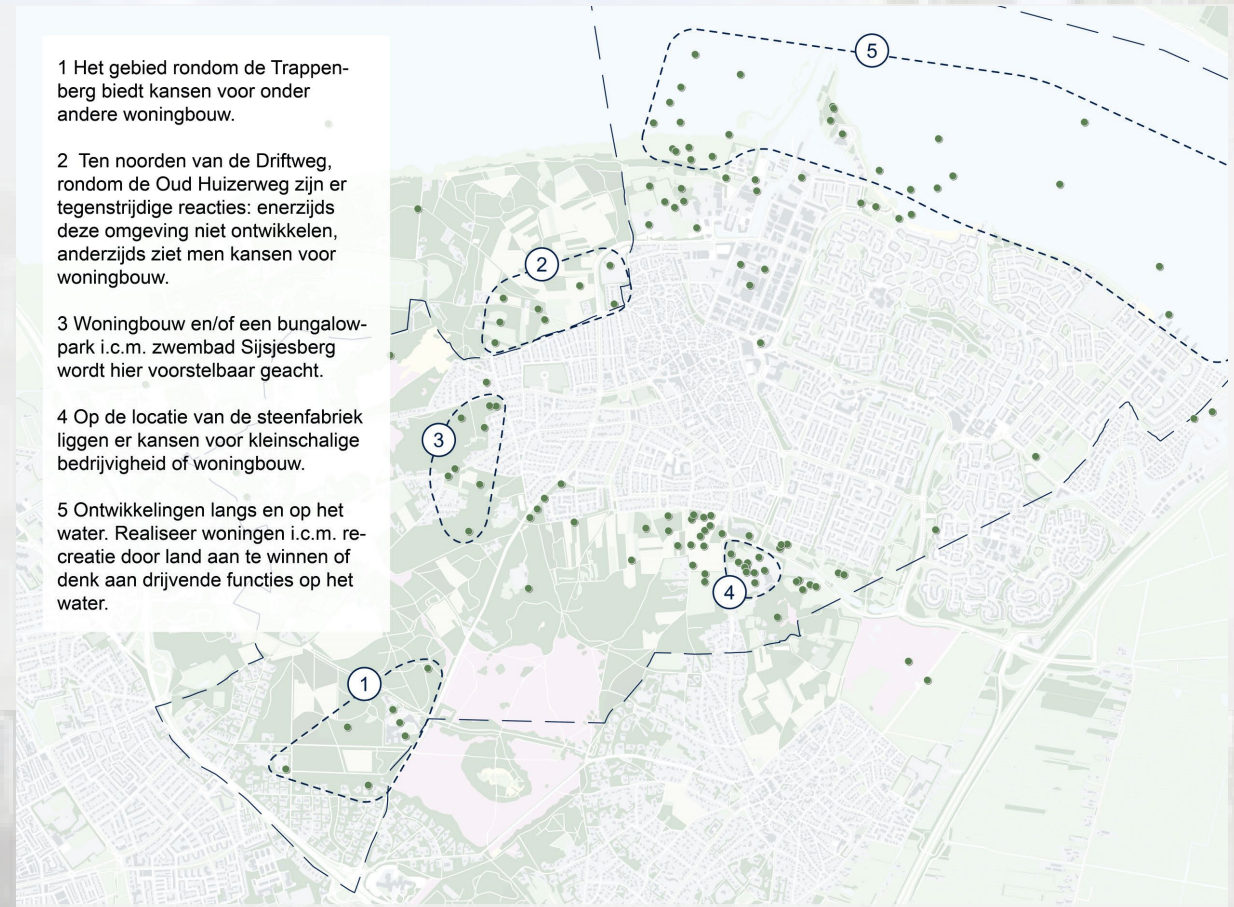 1 Het gebied rondom de Trappen-
berg biedt kansen voor onder
andere woningbouw.
2 Ten noorden van de Driftweg,
rondom de Oud Huizerweg zijn er
tegenstrijdige reacties: enerzijds
deze omgeving niet ontwikkelen,
anderzijds ziet men kansen voor
woningbouw.
3 Woningbouw en/of een bungalow-
park i.c.m. zwembad Sijsjesberg
wordt hier voorstelbaar geacht.
4 Op de locatie van de steenfabriek
liggen er kansen voor kleinschalige
bedrijvigheid of woningbouw.
5 Ontwikkelingen langs en op het
water. Realiseer woningen i.c.m. re-
creatie door land aan te winnen of
denk aan drijvende functies op het
water.
5
2
3
4
1